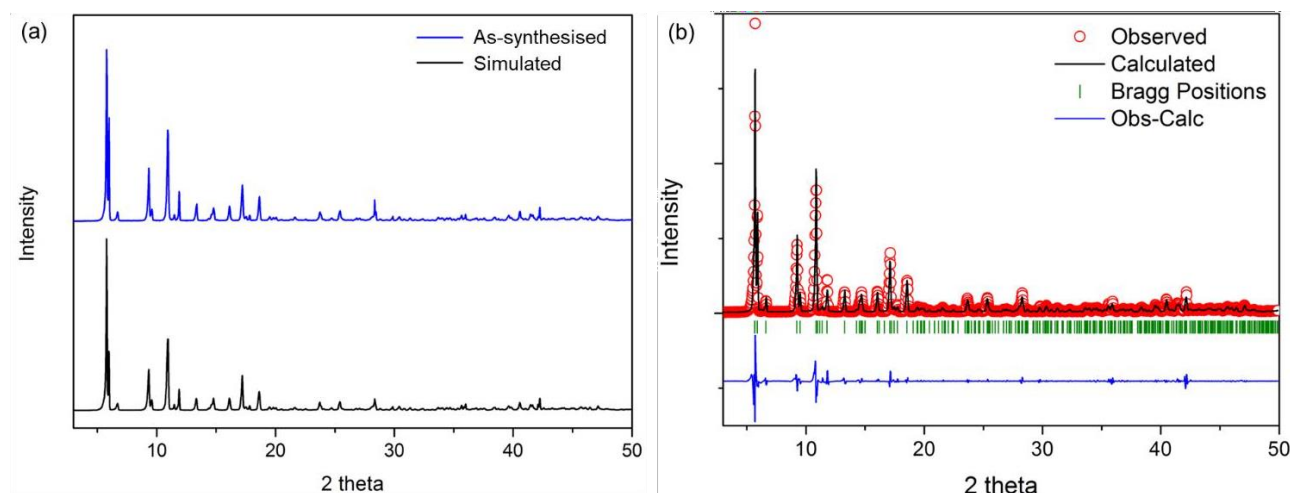 (a)
As-synthesised
Simulated
Intensity
10
20
30
40
50
2 theta
(b)
Observed
Calculated
Bragg Positions
Obs-Calc
Intensity
10
20
30
40
50
2 theta